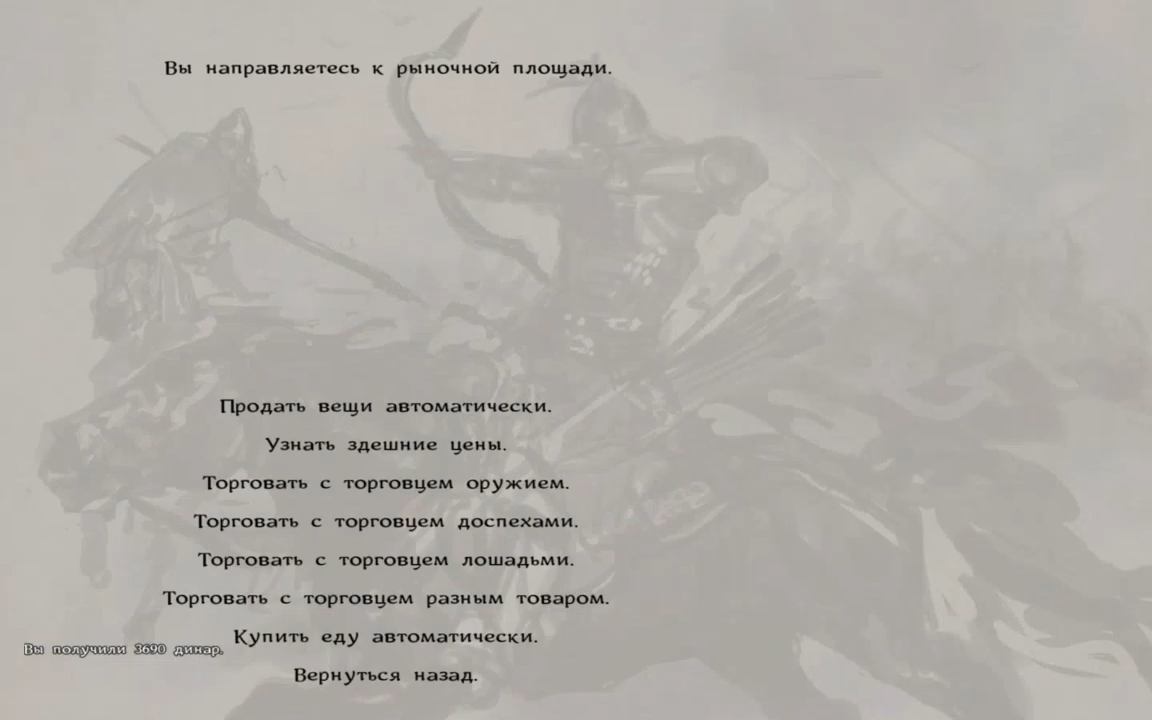 Вы направляетесь к рыночной площади.
Продать вещи автоматически.
Узнать здешние цены.
Торговать с торговцем оружием.
Торговать с торговцем доспехами.
Торговать с торговцем лошадьми.
Торговать с торговцем разным товаром.
Купить еду автоматически.
Вы получили 3690 динар.
Вернуться назад.